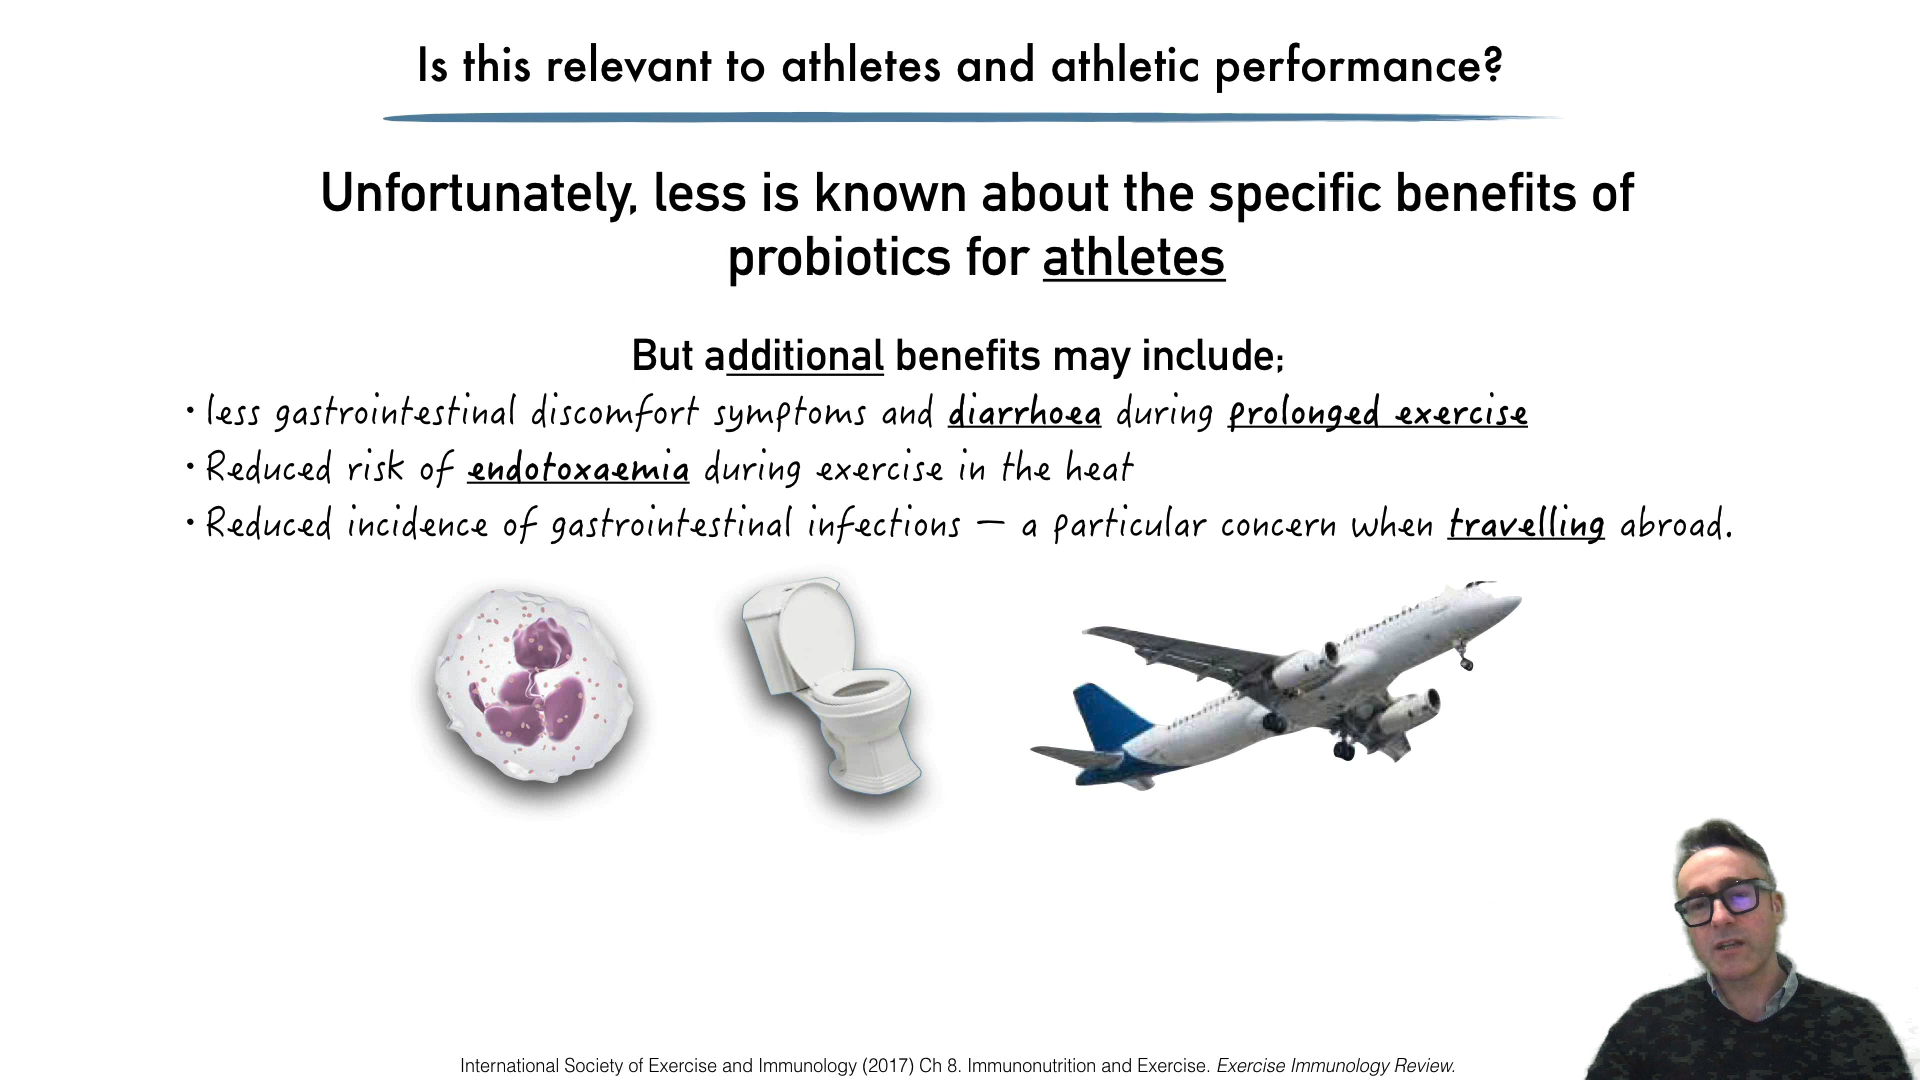 Is this relevant to athletes and athletic performance?
Unfortunately, less is known about the specific benefits of
probiotics for athletes
But additional benefits may include;
• less gastrointestinal discomfort symptoms and diarrhoea during prolonged exercise
• Reduced risk of endotoxaemia during exercise in the heat
• Reduced incidence of gastrointestinal infections – a particular concern when travelling abroad.
International Society of Exercise and Immunology (2017) Ch 8. Immunonutrition and Exercise. Exercise Immunology Review.